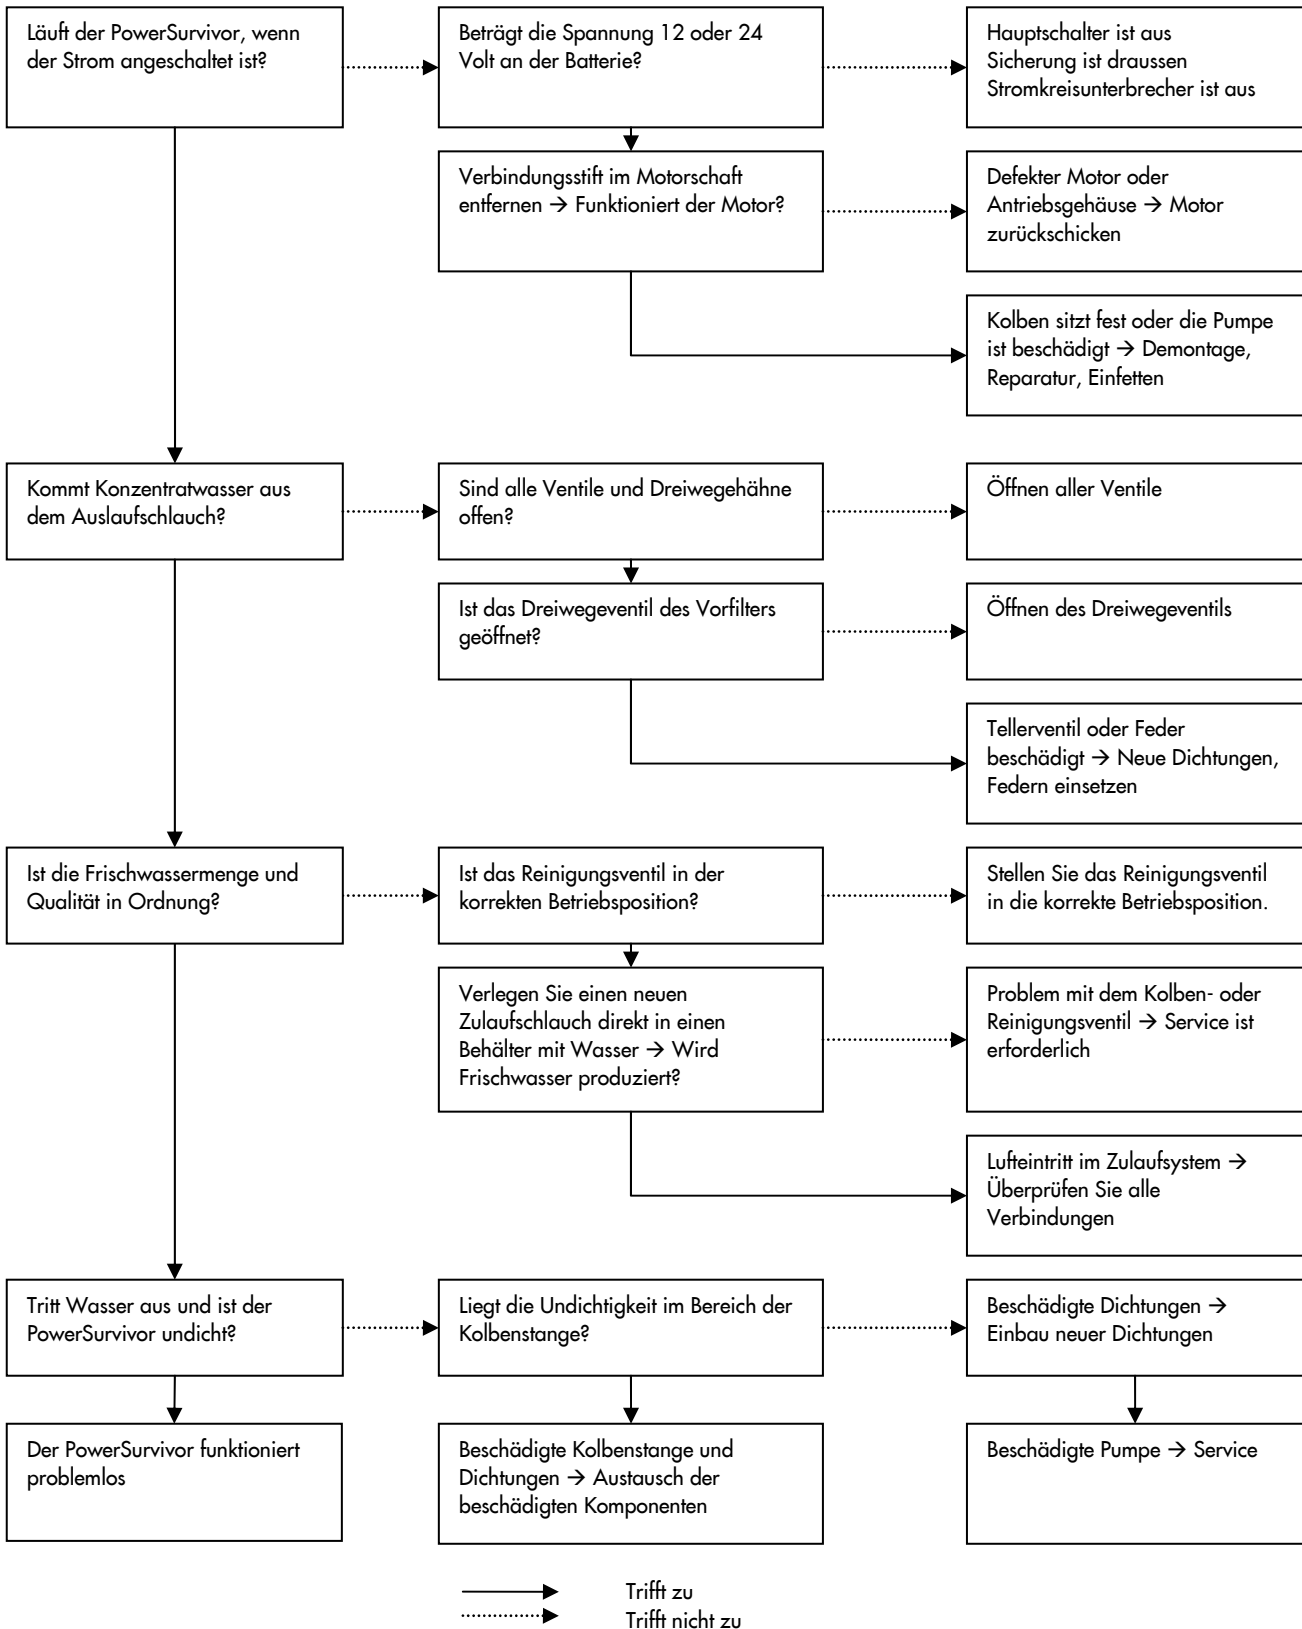 Läuft der PowerSurvivor, wenn
der Strom angeschaltet ist?
Beträgt die Spannung 12 oder 24
Volt an der Batterie?
Hauptschalter ist aus
Sicherung ist draussen
Stromkreisunterbrecher ist aus
Verbindungsstift im Motorschaft
entfernen → Funktioniert der Motor?
Defekter Motor oder
Antriebsgehäuse → Motor
zurückschicken
Kolben sitzt fest oder die Pumpe
ist beschädigt → Demontage,
Reparatur, Einfetten
Kommt Konzentratwasser aus
dem Auslaufschlauch?
Sind alle Ventile und Dreiwegehähne
offen?
Öffnen aller Ventile
Ist das Dreiwegeventil des Vorfilters
geöffnet?
Öffnen des Dreiwegeventils
Tellerventil oder Feder
beschädigt → Neue Dichtungen,
Federn einsetzen
Ist die Frischwassermenge und
Qualität in Ordnung?
Ist das Reinigungsventil in der
korrekten Betriebsposition?
Stellen Sie das Reinigungsventil
in die korrekte Betriebsposition.
Verlegen Sie einen neuen
Zulaufschlauch direkt in einen
Behälter mit Wasser → Wird
Frischwasser produziert?
Problem mit dem Kolben- oder
Reinigungsventil → Service ist
erforderlich
Lufteintritt im Zulaufsystem →
Überprüfen Sie alle
Verbindungen
Tritt Wasser aus und ist der
PowerSurvivor undicht?
Liegt die Undichtigkeit im Bereich der
Kolbenstange?
Beschädigte Dichtungen →
Einbau neuer Dichtungen
Der PowerSurvivor funktioniert
problemlos
Beschädigte Kolbenstange und
Dichtungen → Austausch der
beschädigten Komponenten
Beschädigte Pumpe → Service
Trifft zu
Trifft nicht zu